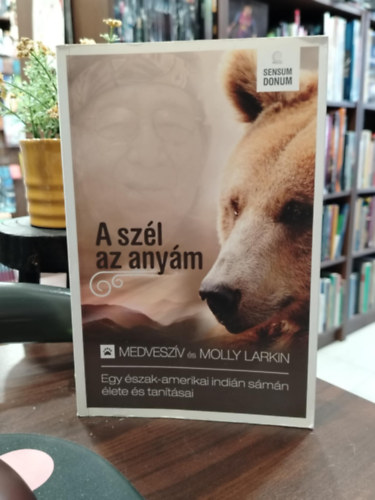 SENSUM
DONUM
A szél
az anyám
MEDVESZÍV és MOLLY LARKIN
Egy észak-amerikai indián sámán
élete és tanításai